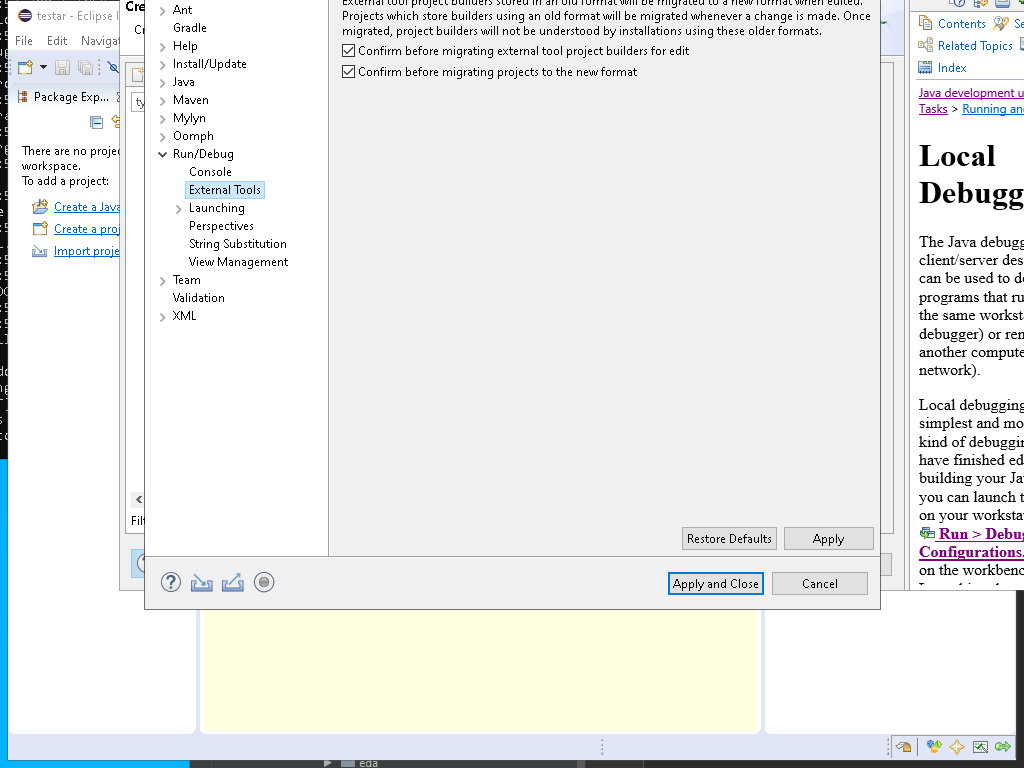 testar - Eclipse I
File
Edit
Navigat
Package Exp...
There are no projec
workspace.
To add a project:
Create a Java
Create a proj
Import proje
Cre
ty
Ant
Gradle
Help
Install/Update
Java
Maven
Mylyn
Oomph
Run/Debug
Console
External Tools
Launching
Perspectives
String Substitution
View Management
Team
Validation
XML
External tool project builders stored in an old format will be migrated to a new format when edited.
Projects which store builders using an old format will be migrated whenever a change is made. Once
migrated, project builders will not be understood by installations using these older formats.
Confirm before migrating external tool project builders for edit
Confirm before migrating projects to the new format
Restore Defaults
Apply
Apply and Close
Cancel
Contents
Se
Related Topics
Index
Java development u
Tasks > Running and
Local
Debugg
The Java debugg
client/server des
can be used to de
programs that ru
the same worksta
debugger) or rem
another compute
network).
Local debugging
simplest and mo
kind of debuggin
have finished ed
building your Jav
you can launch t
on your worksta
Run > Debug
Configurations.
on the workbenc
eda